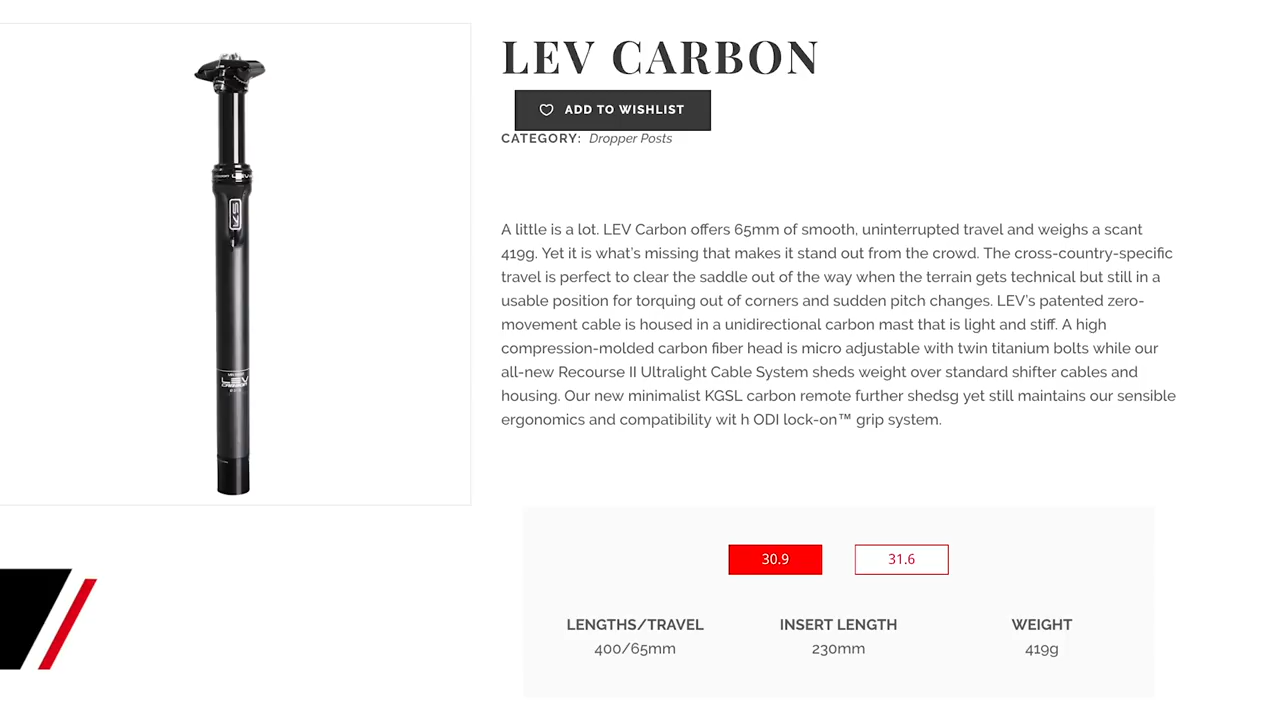 LEV CARBON
ADD TO WISHLIST
CATEGORY: Dropper Posts
A little is a lot. LEV Carbon offers 65mm of smooth, uninterrupted travel and weighs a scant
419g. Yet it is what's missing that makes it stand out from the crowd. The cross-country-specific
travel is perfect to clear the saddle out of the way when the terrain gets technical but still in a
usable position for torquing out of corners and sudden pitch changes. LEV's patented zero-
movement cable is housed in a unidirectional carbon mast that is light and stiff. A high
compression-molded carbon fiber head is micro adjustable with twin titanium bolts while our
all-new Recourse II Ultralight Cable System sheds weight over standard shifter cables and
housing. Our new minimalist KGSL carbon remote further shedsg yet still maintains our sensible
ergonomics and compatibility wit h ODI lock-on™ grip system.
KS
LEV
30.9 31.6
LENGTHS/TRAVEL INSERT LENGTH WEIGHT
400/65mm 230mm 419g